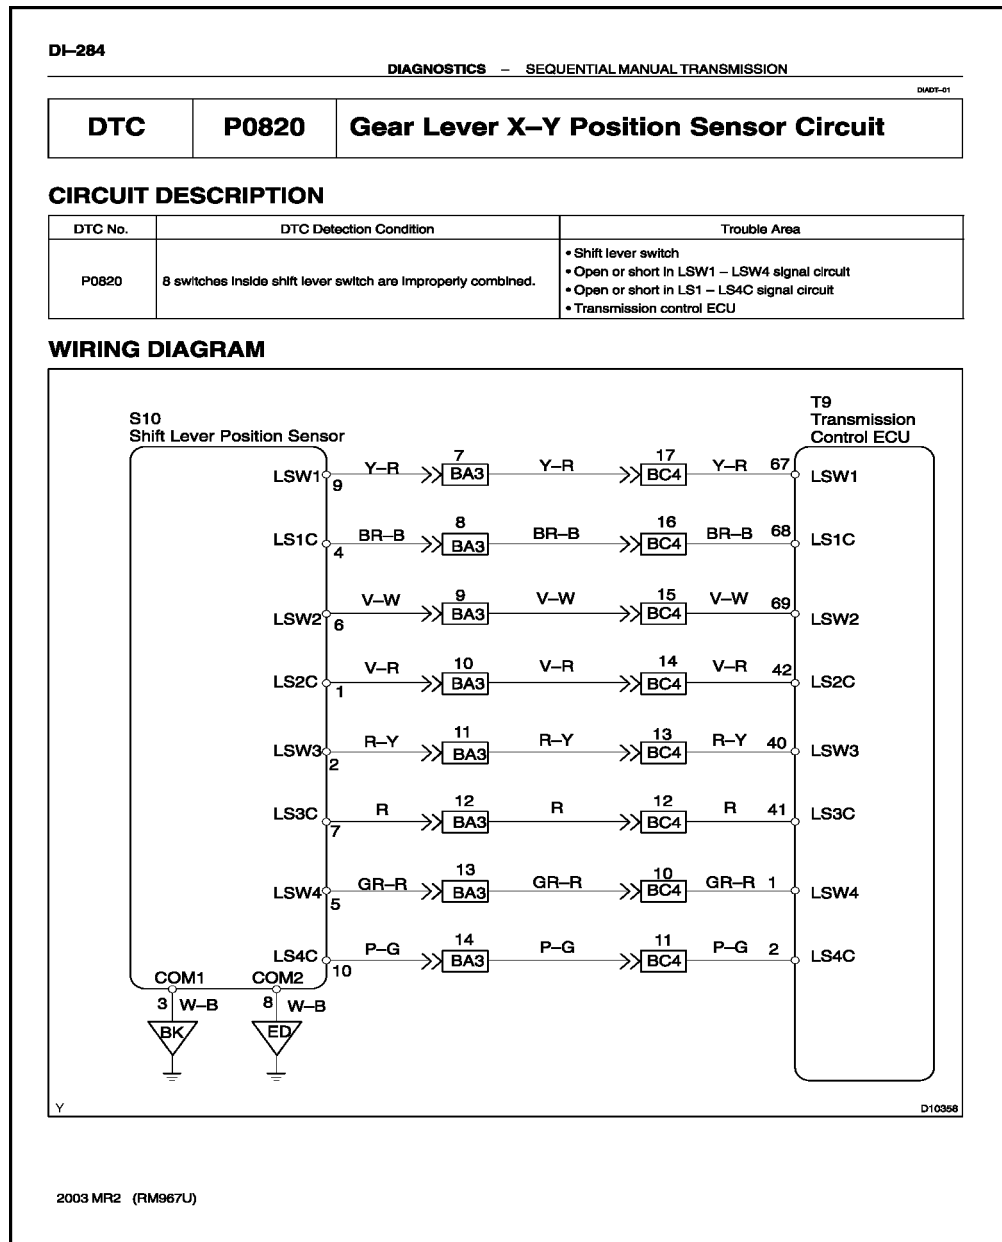 DI–284
DIAGNOSTICS – SEQUENTIAL MANUAL TRANSMISSION
DIADT–01
DTC P0820 Gear Lever X–Y Position Sensor Circuit
CIRCUIT DESCRIPTION
DTC No. DTC Detection Condition Trouble Area
P0820 8 switches inside shift lever switch are improperly combined.
• Shift lever switch
• Open or short in LSW1 – LSW4 signal circuit
• Open or short in LS1 – LS4C signal circuit
• Transmission control ECU
WIRING DIAGRAM
S10
Shift Lever Position Sensor
T9
Transmission
Control ECU
LSW1 9 Y–R 7 BA3 Y–R 17 BC4 Y–R 67 LSW1
LS1C 4 BR–B 8 BA3 BR–B 16 BC4 BR–B 68 LS1C
LSW2 6 V–W 9 BA3 V–W 15 BC4 V–W 69 LSW2
LS2C 1 V–R 10 BA3 V–R 14 BC4 V–R 42 LS2C
LSW3 2 R–Y 11 BA3 R–Y 13 BC4 R–Y 40 LSW3
LS3C 7 R 12 BA3 R 12 BC4 R 41 LS3C
LSW4 5 GR–R 13 BA3 GR–R 10 BC4 GR–R 1 LSW4
LS4C 10 P–G 14 BA3 P–G 11 BC4 P–G 2 LS4C
COM1 COM2
3 W–B 8 W–B
BK ED
Y D10358
2003 MR2 (RM967U)